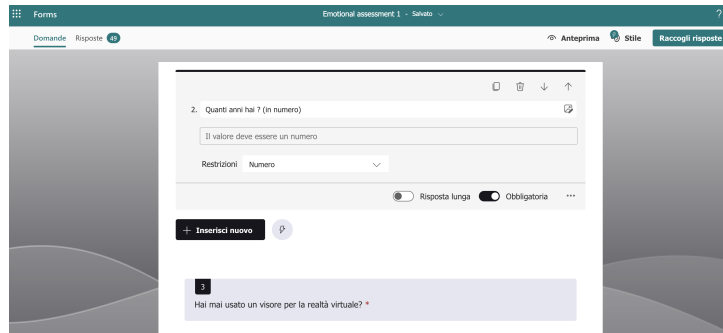 Forms
Emotional assessment 1 - Salvato
?
Domande Risposte 49
Anteprima Stile Raccogli risposte
2. Quanti anni hai ? (in numero)
Il valore deve essere un numero
Restrizioni Numero
Risposta lunga Obbligatoria ...
+ Inserisci nuovo
3
Hai mai usato un visore per la realtà virtuale? *